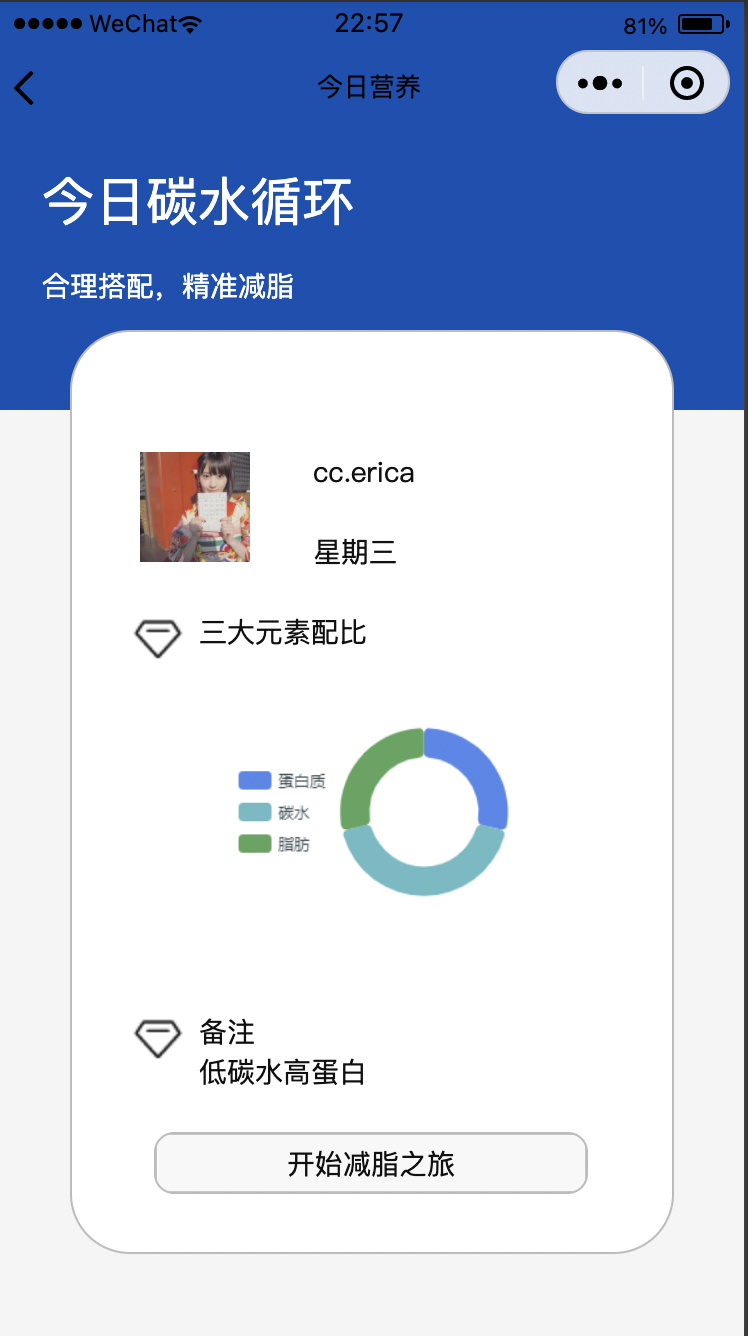 WeChat 22:57 81%
今日营养
今日碳水循环
合理搭配，精准减脂
cc.erica
星期三
三大元素配比
蛋白质
碳水
脂肪
备注
低碳水高蛋白
开始减脂之旅